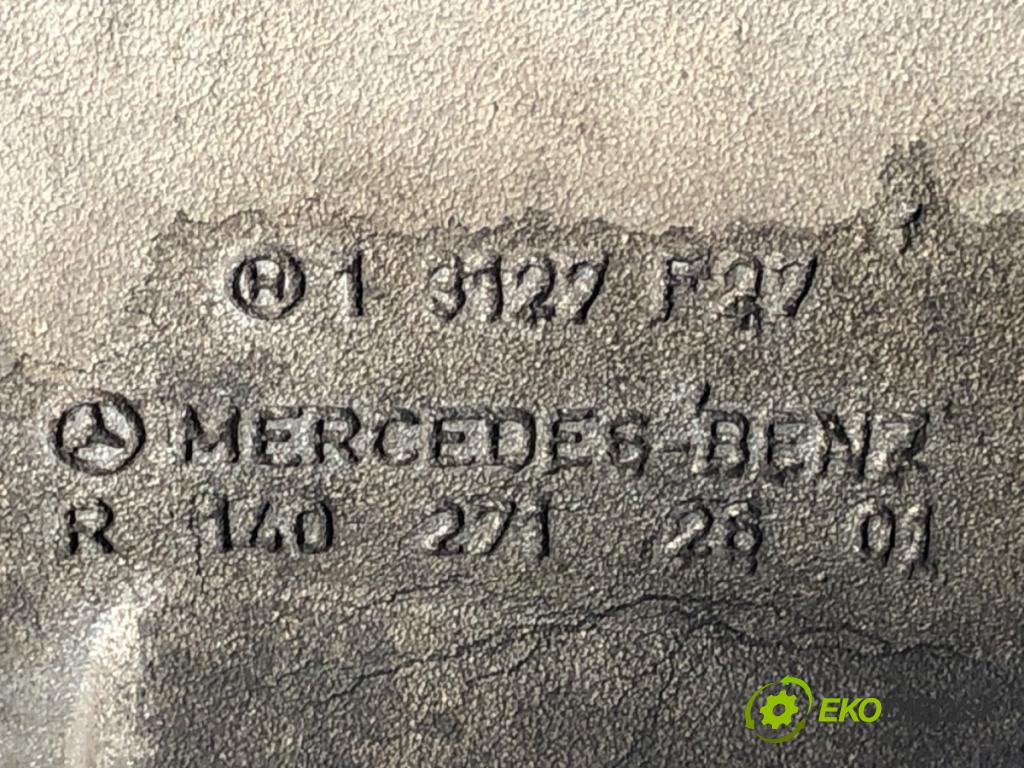 H 1 3127 F27
MERCEDES-BENZ
R 140 271 28 01
EKO